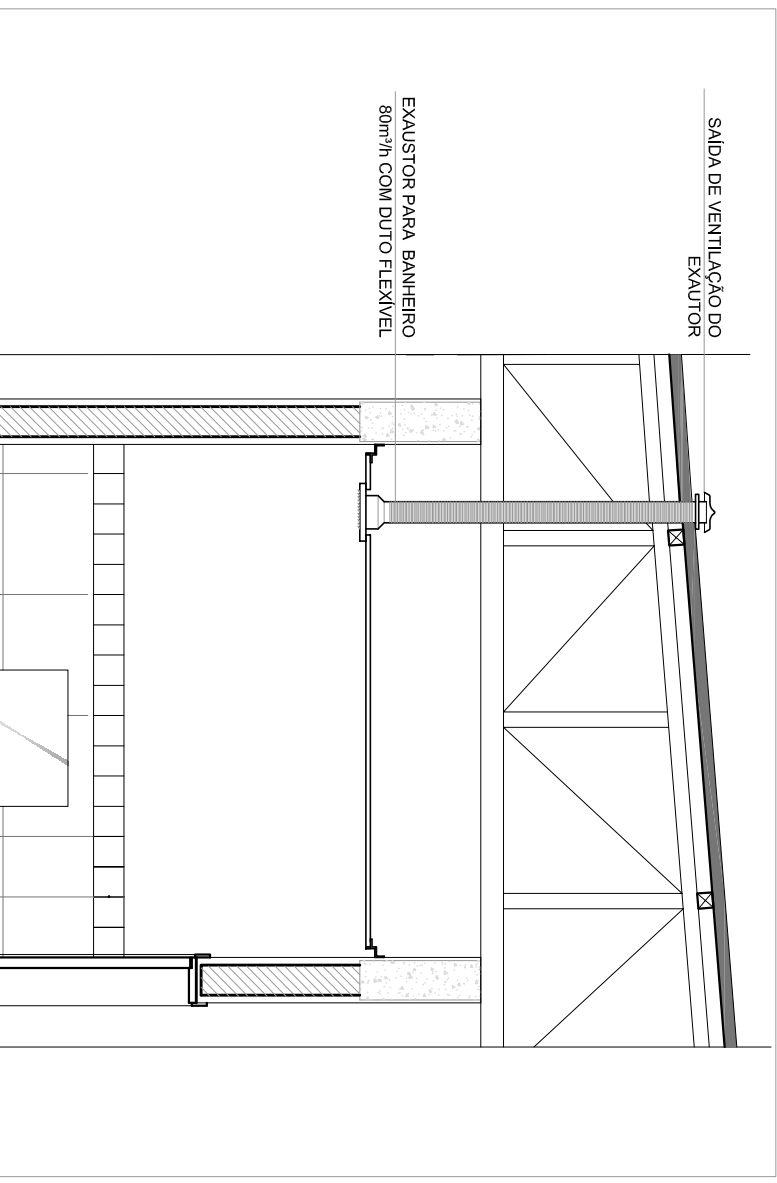 SAÍDA DE VENTILAÇÃO DO
EXAUTOR
EXAUSTOR PARA BANHEIRO
80m³/h COM DUTO FLEXÍVEL